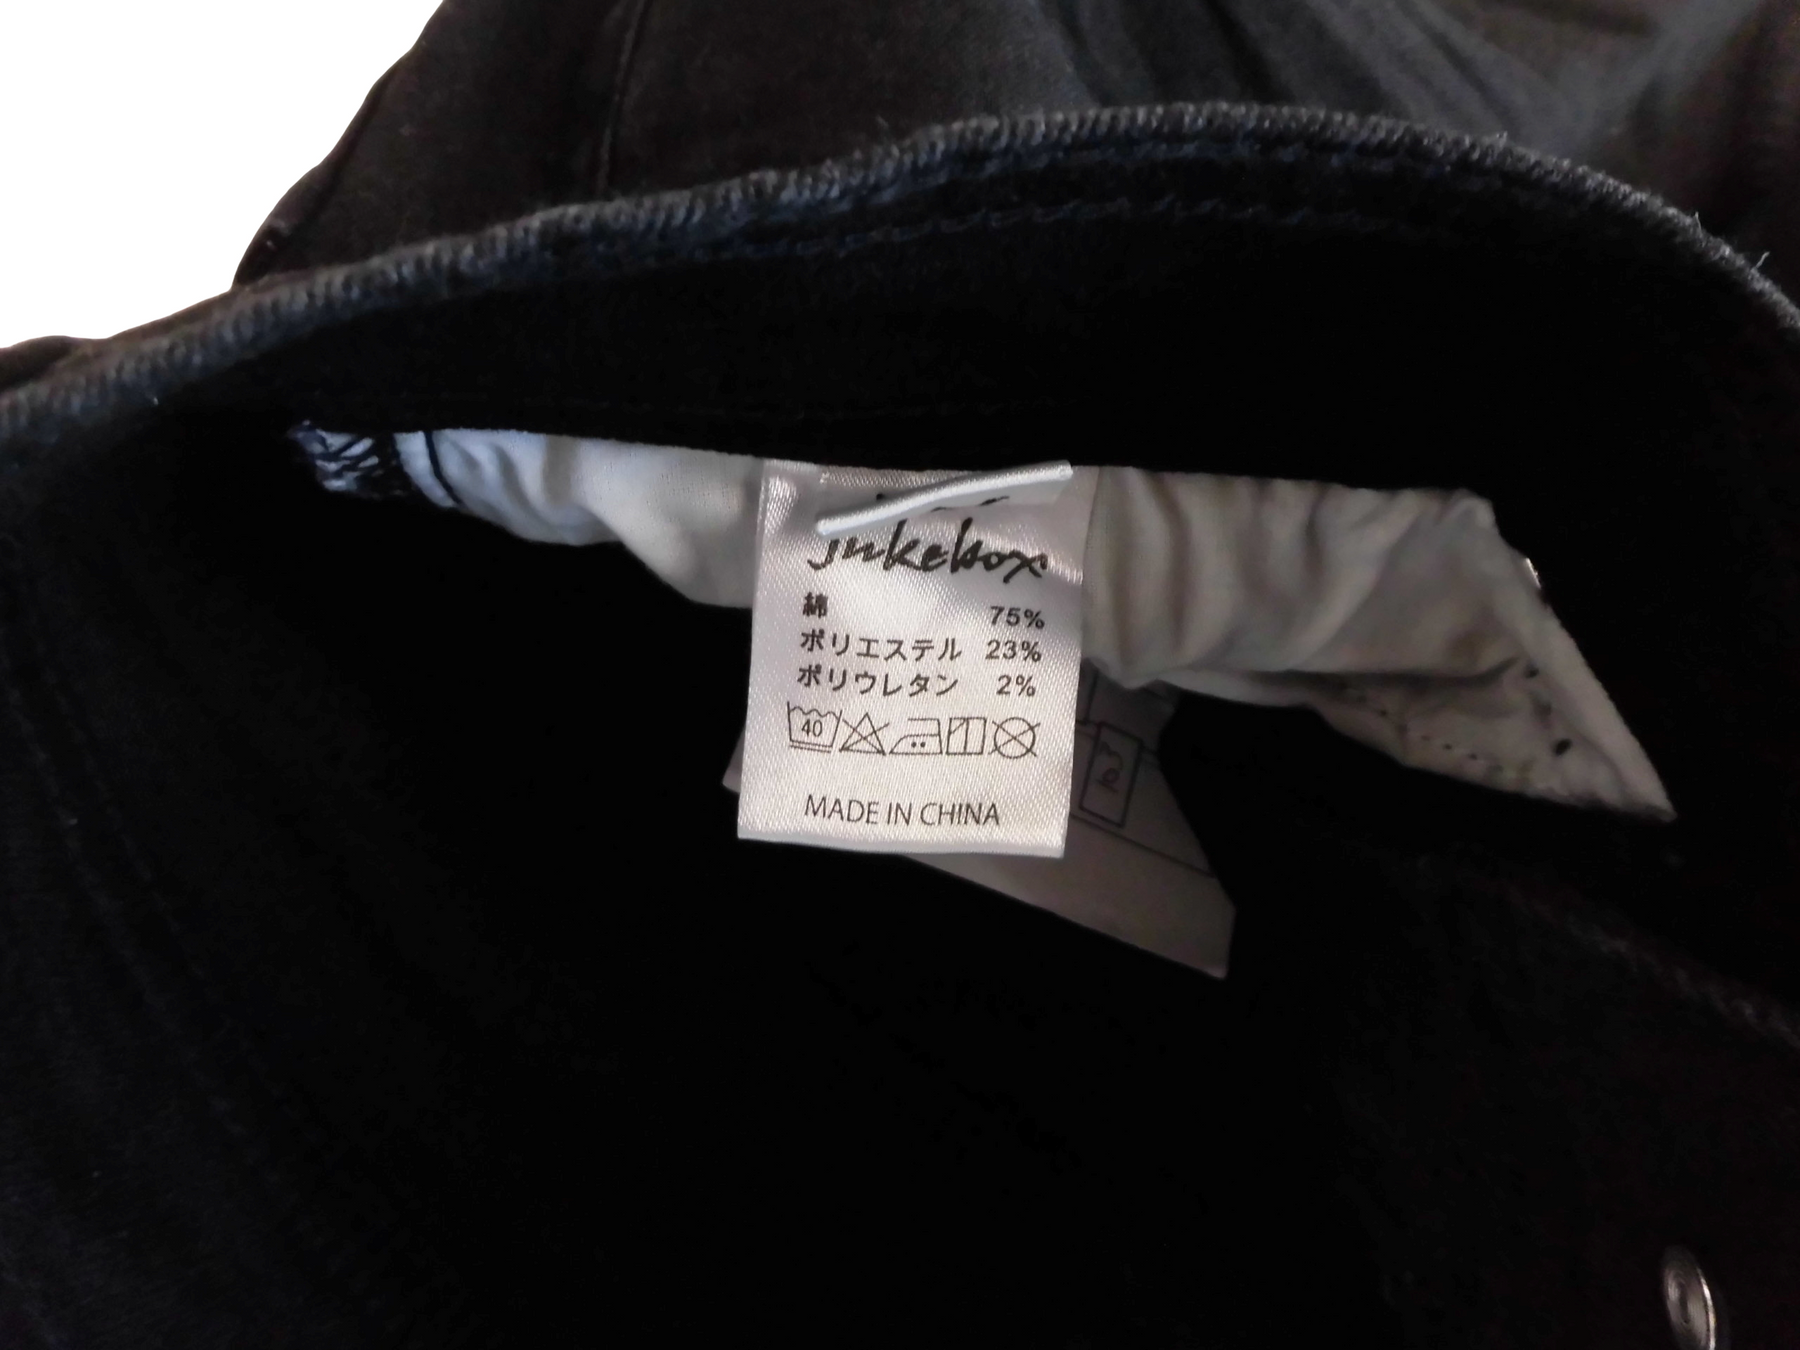 jukebox
綿 75%
ポリエステル 23%
ポリウレタン 2%
40
MADE IN CHINA